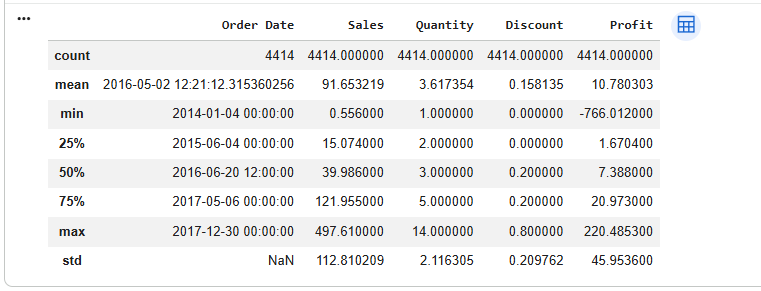 Order Date Sales Quantity Discount Profit
count 4414 4414.000000 4414.000000 4414.000000 4414.000000
mean 2016-05-02 12:21:12.315360256 91.653219 3.617354 0.158135 10.780303
min 2014-01-04 00:00:00 0.556000 1.000000 0.000000 -766.012000
25% 2015-06-04 00:00:00 15.074000 2.000000 0.000000 1.670400
50% 2016-06-20 12:00:00 39.986000 3.000000 0.200000 7.388000
75% 2017-05-06 00:00:00 121.955000 5.000000 0.200000 20.973000
max 2017-12-30 00:00:00 497.610000 14.000000 0.800000 220.485300
std NaN 112.810209 2.116305 0.209762 45.953600